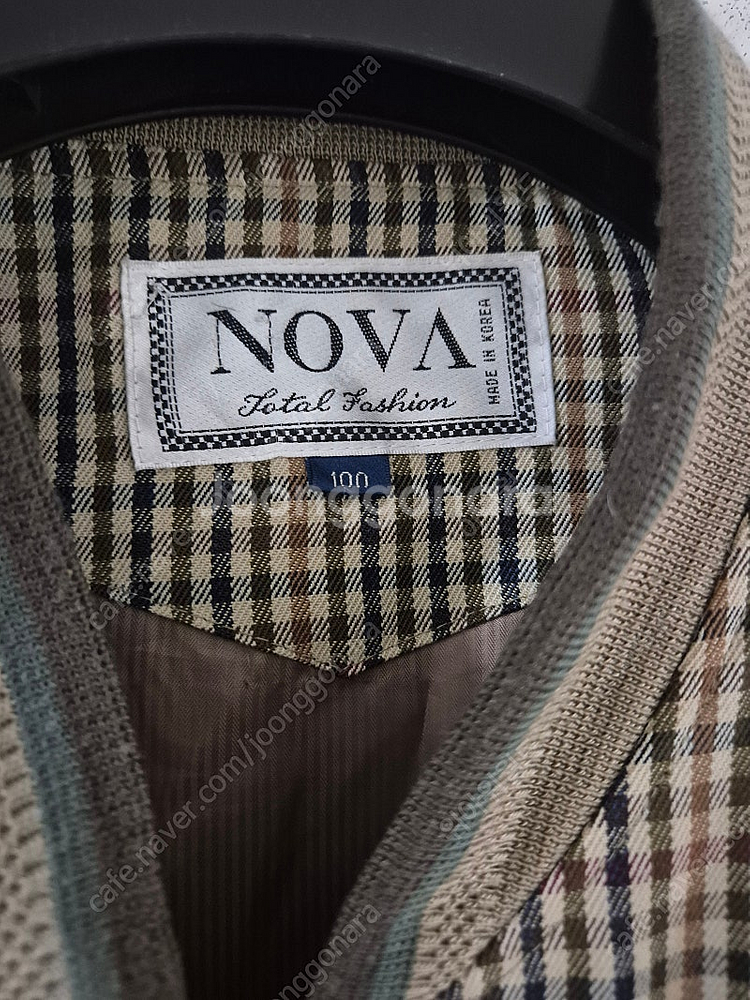 NOVA
Total Fashion
MADE IN KOREA
100
Joonggonara
cafe.naver.com/joonggonara